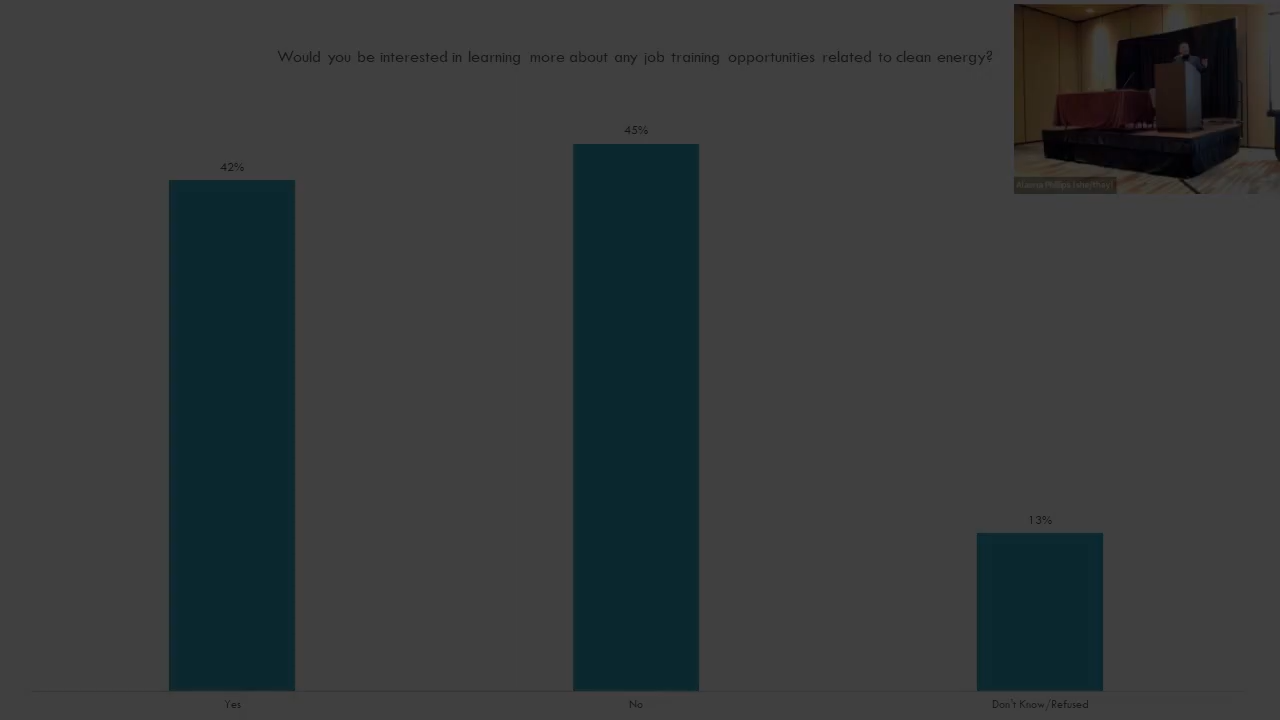 Would you be interested in learning more about any job training opportunities related to clean energy?
42%
45%
13%
Yes
No
Don't Know/Refused